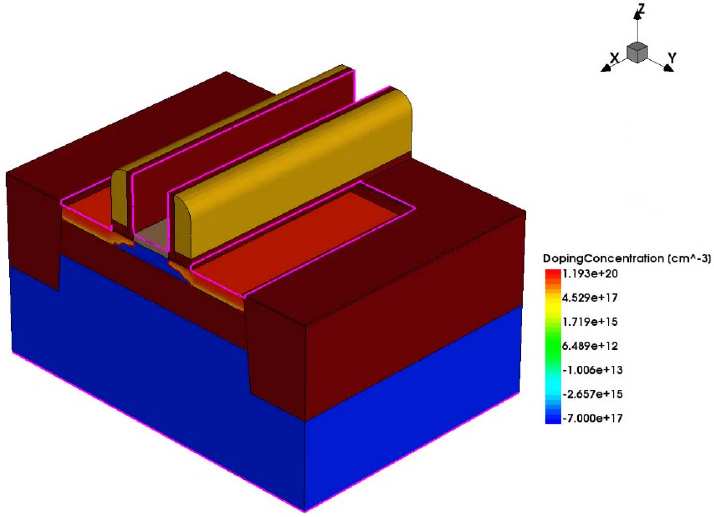 Z
X
Y
DopingConcentration (cm^-3)
1.193e+20
4.529e+17
1.719e+15
6.489e+12
-1.006e+13
-2.657e+15
-7.000e+17